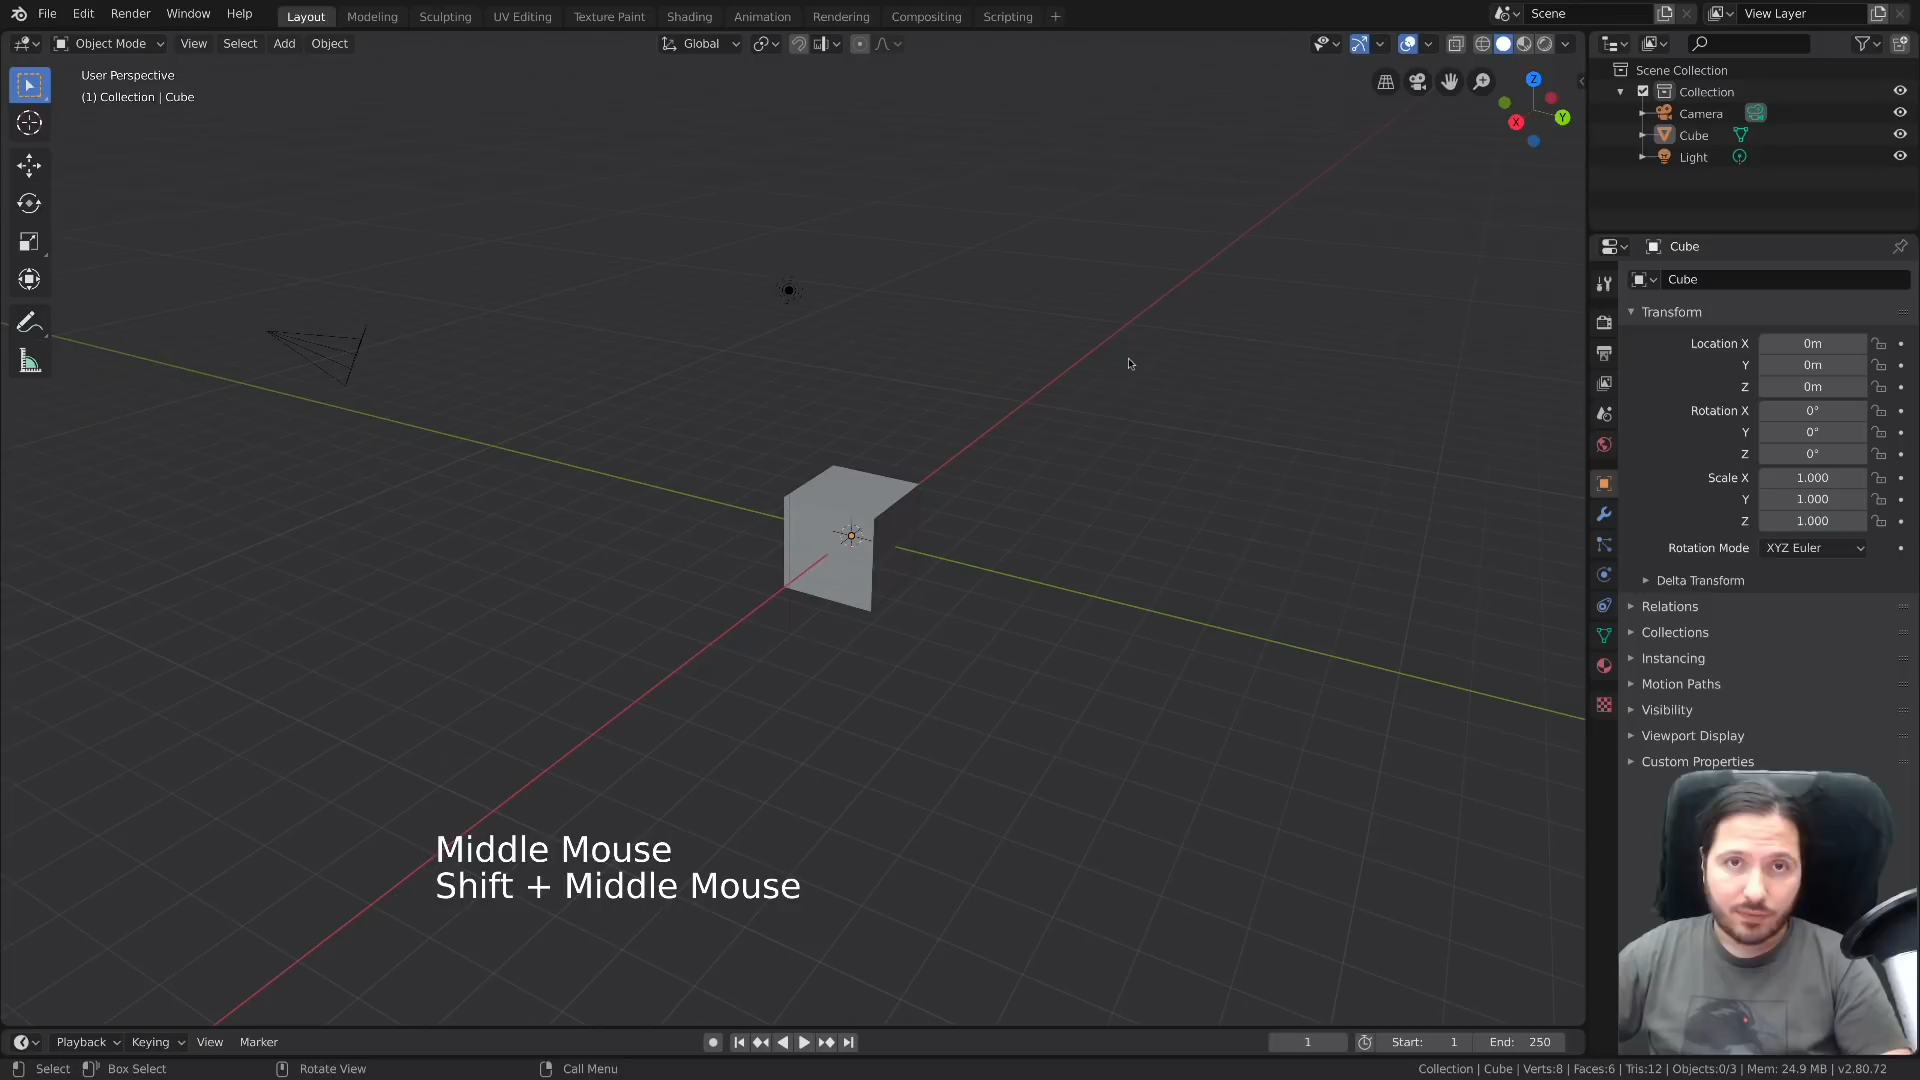 File Edit Render Window Help Layout Modeling Sculpting UV Editing Texture Paint Shading Animation Rendering Compositing Scripting + Scene View Layer
Object Mode View Select Add Object Global
User Perspective
(1) Collection | Cube
Z
Y
X
Scene Collection
Collection
Camera
Cube
Light
Cube
Cube
Transform
Location X 0m
Y 0m
Z 0m
Rotation X 0°
Y 0°
Z 0°
Scale X 1.000
Y 1.000
Z 1.000
Rotation Mode XYZ Euler
Delta Transform
Relations
Collections
Instancing
Motion Paths
Visibility
Viewport Display
Custom Properties
Middle Mouse
Shift + Middle Mouse
Playback Keying View Marker 1 Start: 1 End: 250
Select Box Select Rotate View Call Menu Collection | Cube | Verts:8 | Faces:6 | Tris:12 | Objects:0/3 | Mem: 24.9 MB | v2.80.72